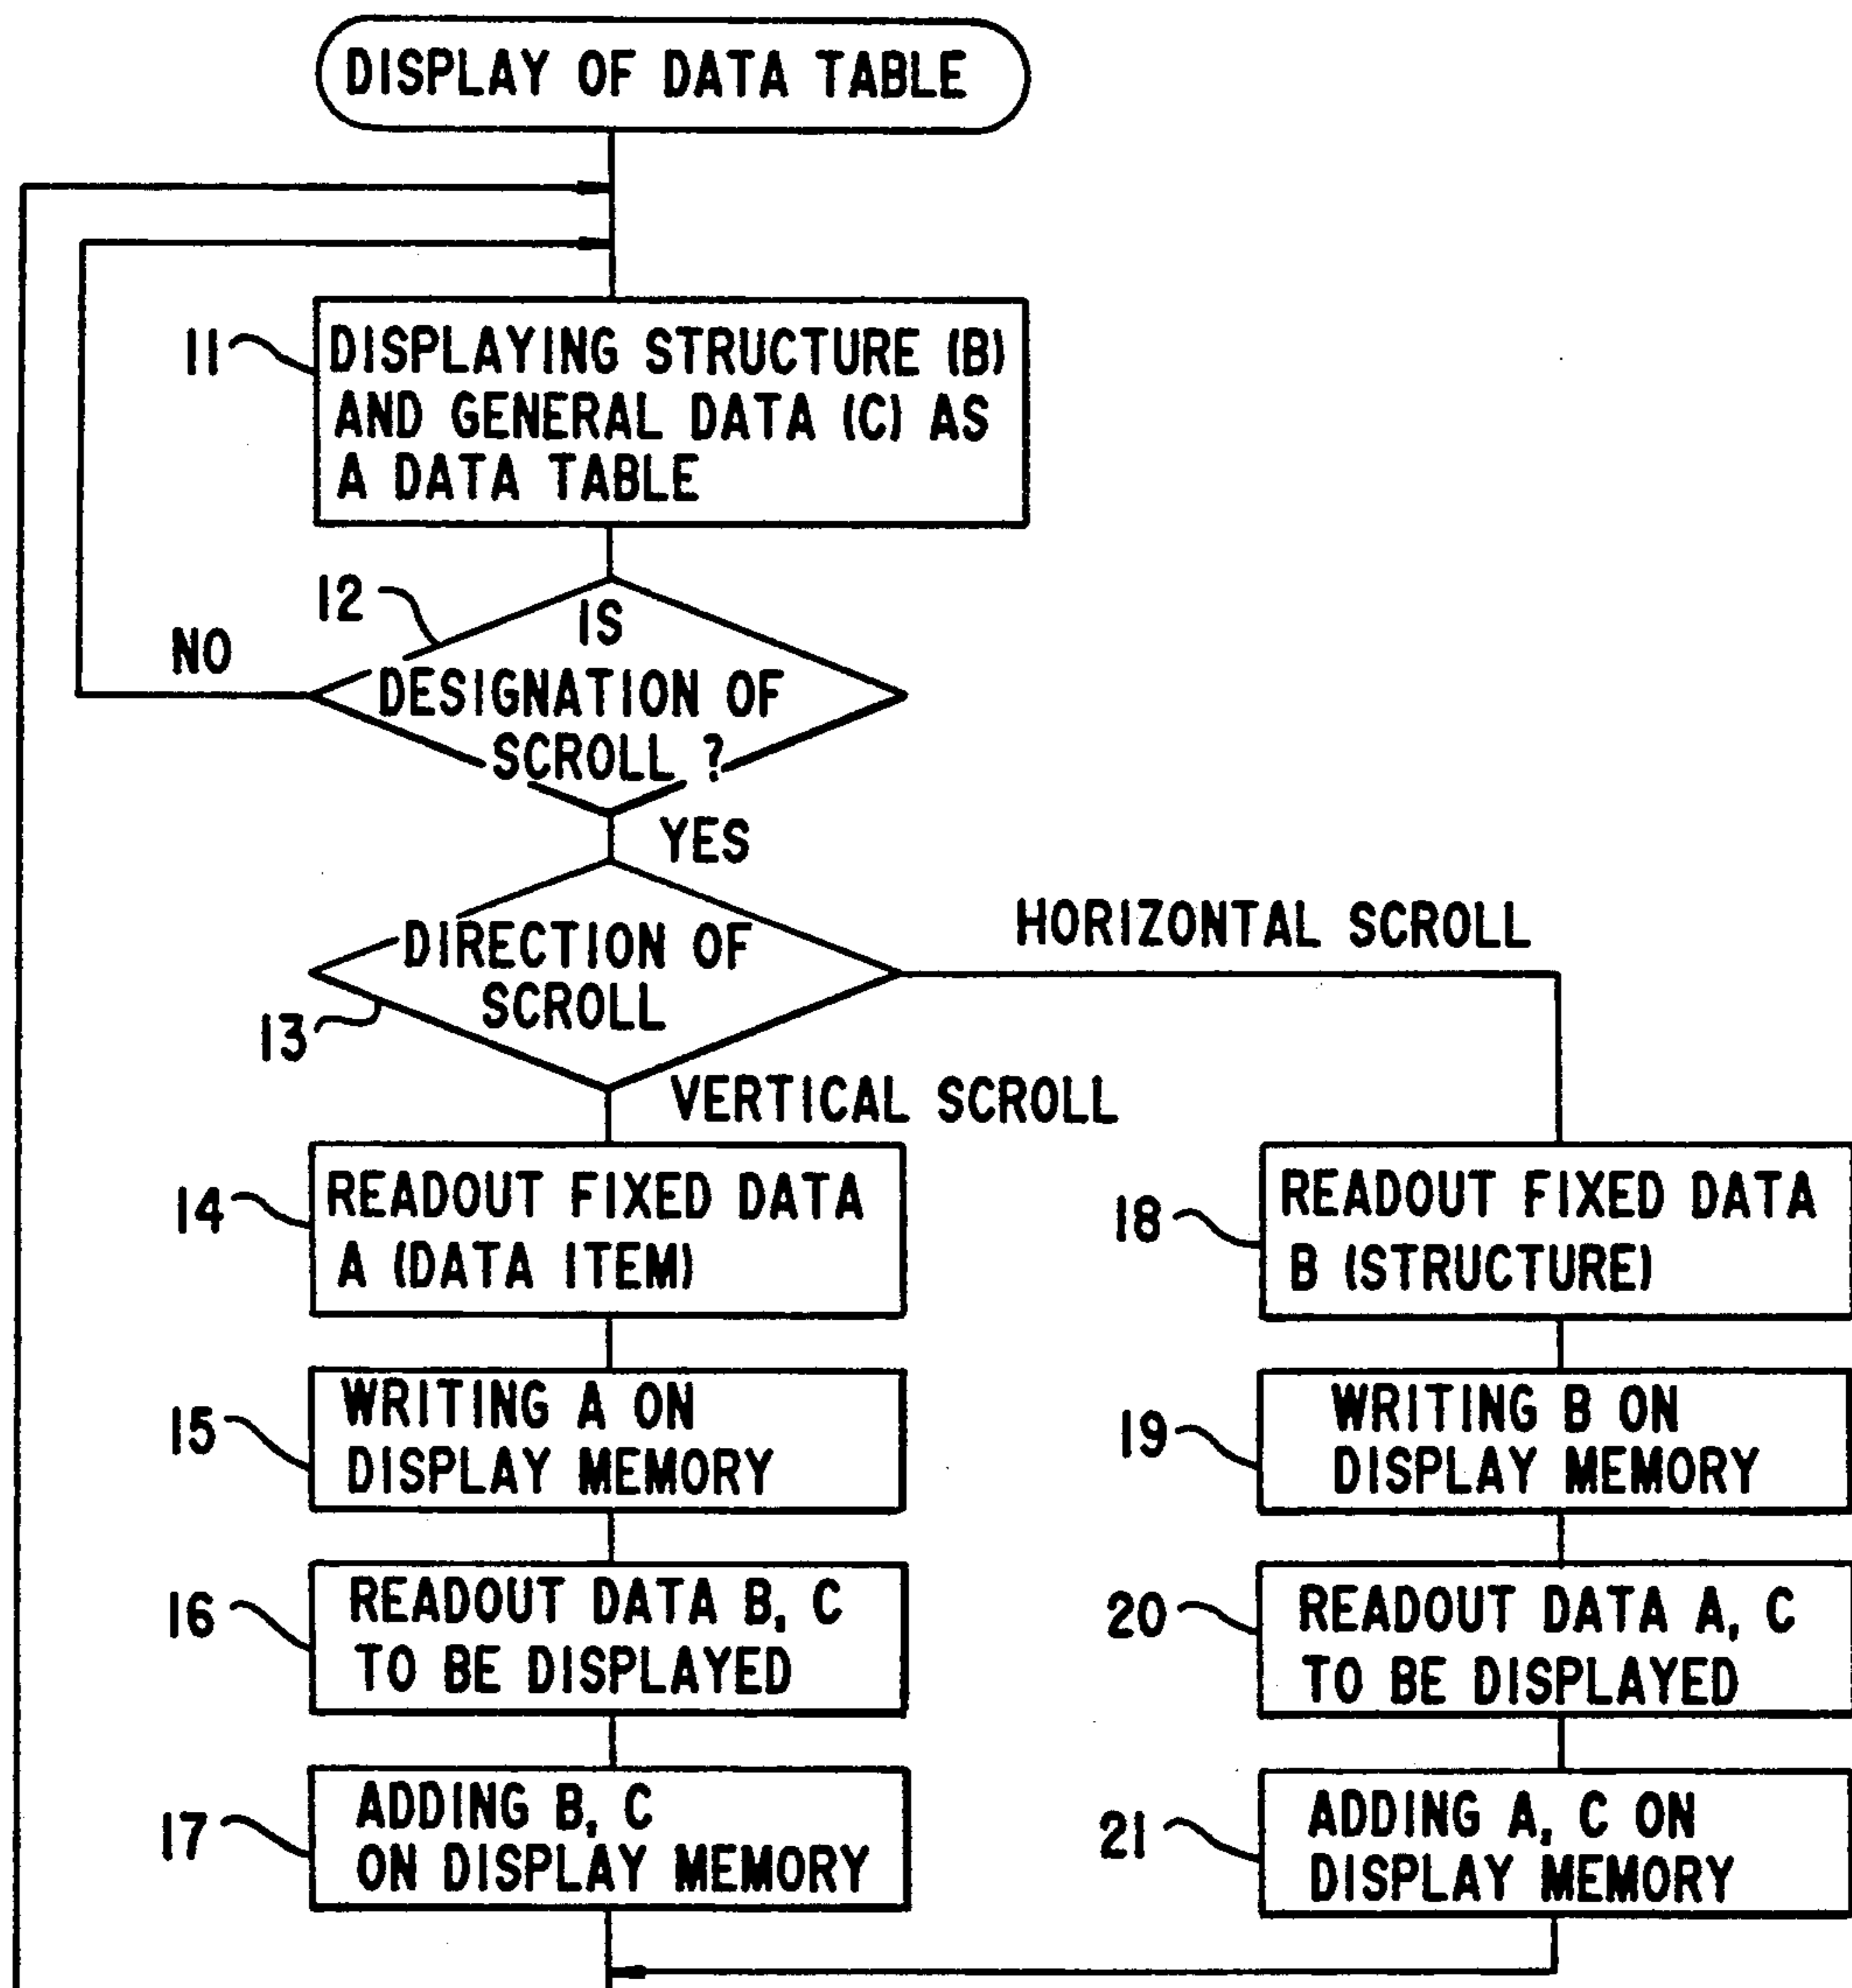 DISPLAY OF DATA TABLE
11
DISPLAYING STRUCTURE (B)
AND GENERAL DATA (C) AS
A DATA TABLE
12
IS
DESIGNATION OF
SCROLL ?
NO
YES
13
DIRECTION OF
SCROLL
HORIZONTAL SCROLL
VERTICAL SCROLL
14
READOUT FIXED DATA
A (DATA ITEM)
15
WRITING A ON
DISPLAY MEMORY
16
READOUT DATA B, C
TO BE DISPLAYED
17
ADDING B, C
ON DISPLAY MEMORY
18
READOUT FIXED DATA
B (STRUCTURE)
19
WRITING B ON
DISPLAY MEMORY
20
READOUT DATA A, C
TO BE DISPLAYED
21
ADDING A, C ON
DISPLAY MEMORY